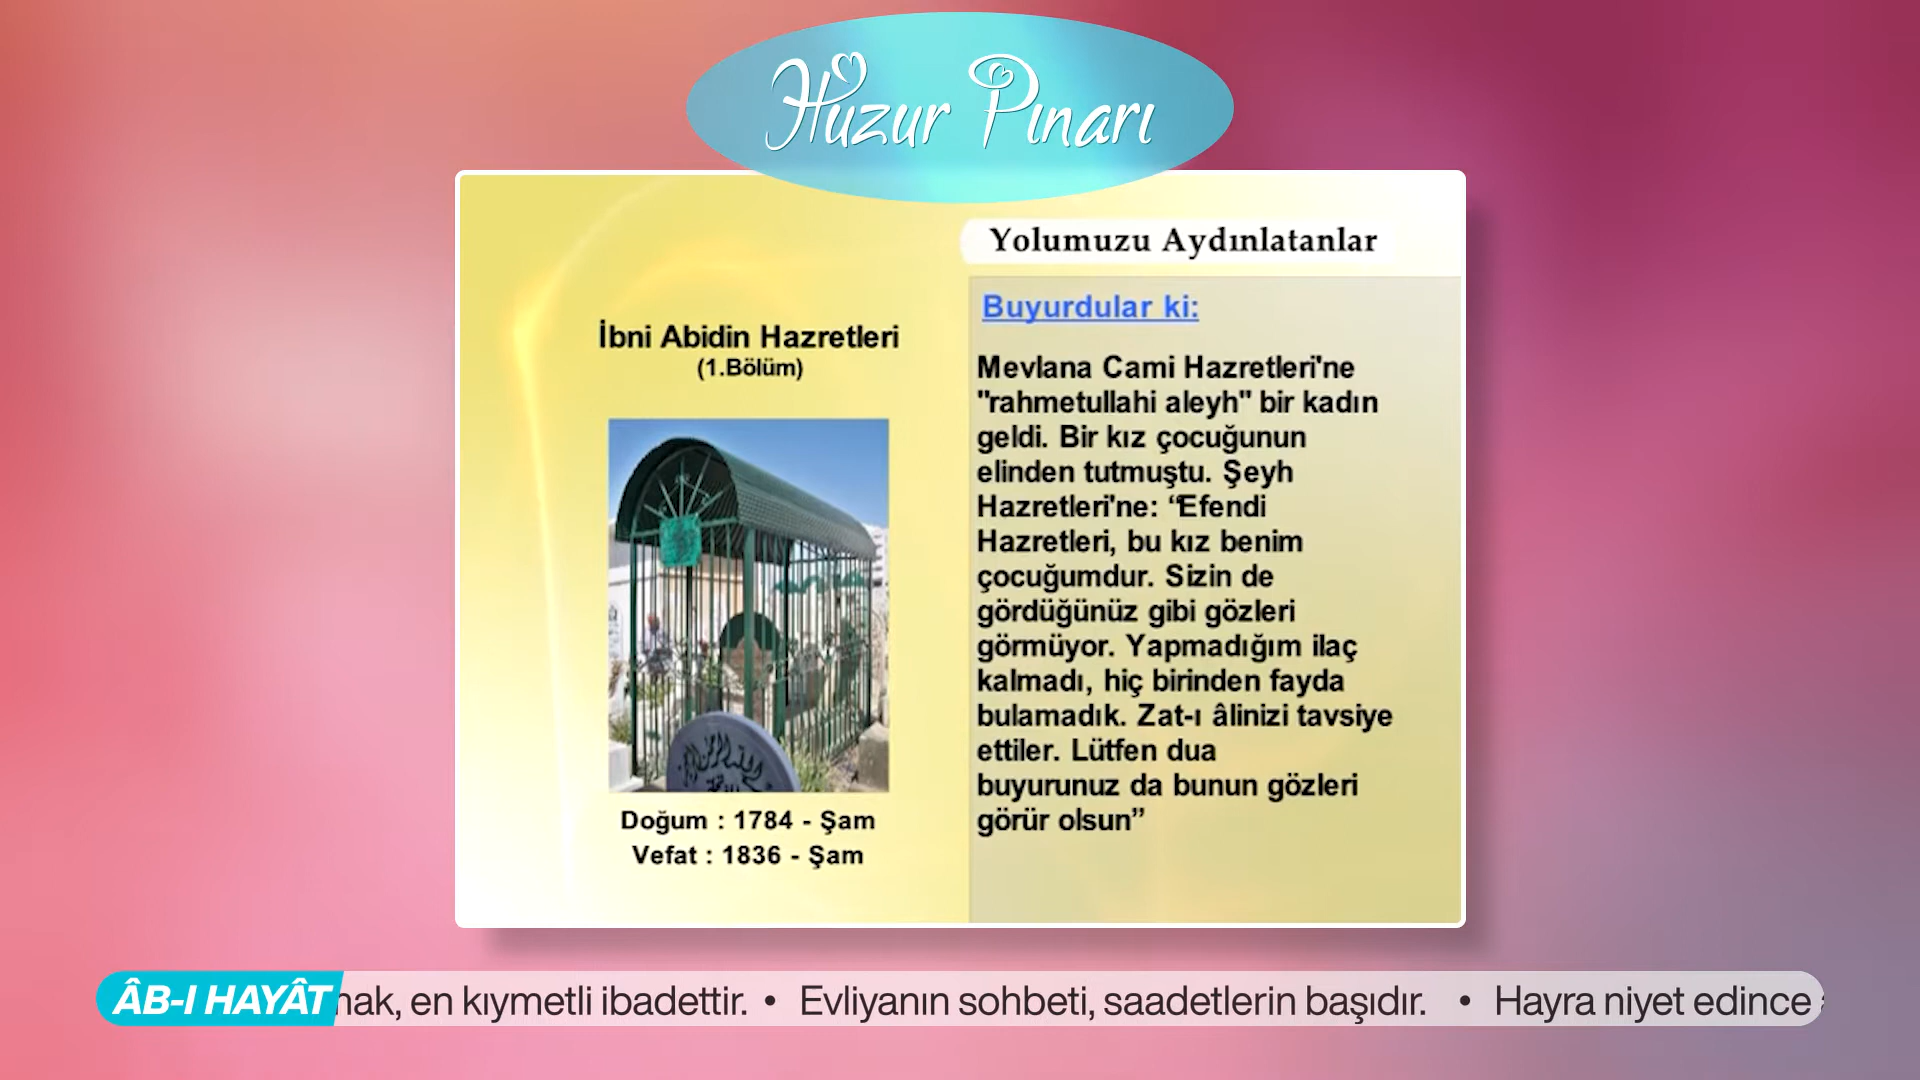 Huzur Pınarı
Yolumuzu Aydınlatanlar
İbni Abidin Hazretleri
(1.Bölüm)
Doğum : 1784 - Şam
Vefat : 1836 - Şam
Buyurdular ki:
Mevlana Cami Hazretleri'ne
"rahmetullahi aleyh" bir kadın
geldi. Bir kız çocuğunun
elinden tutmuştu. Şeyh
Hazretleri'ne: “Efendi
Hazretleri, bu kız benim
çocuğumdur. Sizin de
gördüğünüz gibi gözleri
görmüyor. Yapmadığım ilaç
kalmadı, hiç birinden fayda
bulamadık. Zat-ı âlinizi tavsiye
ettiler. Lütfen dua
buyurunuz da bunun gözleri
görür olsun”
ÂB-I HAYÂT
en kıymetli ibadettir. • Evliyanın sohbeti, saadetlerin başıdır. • Hayra niyet edince